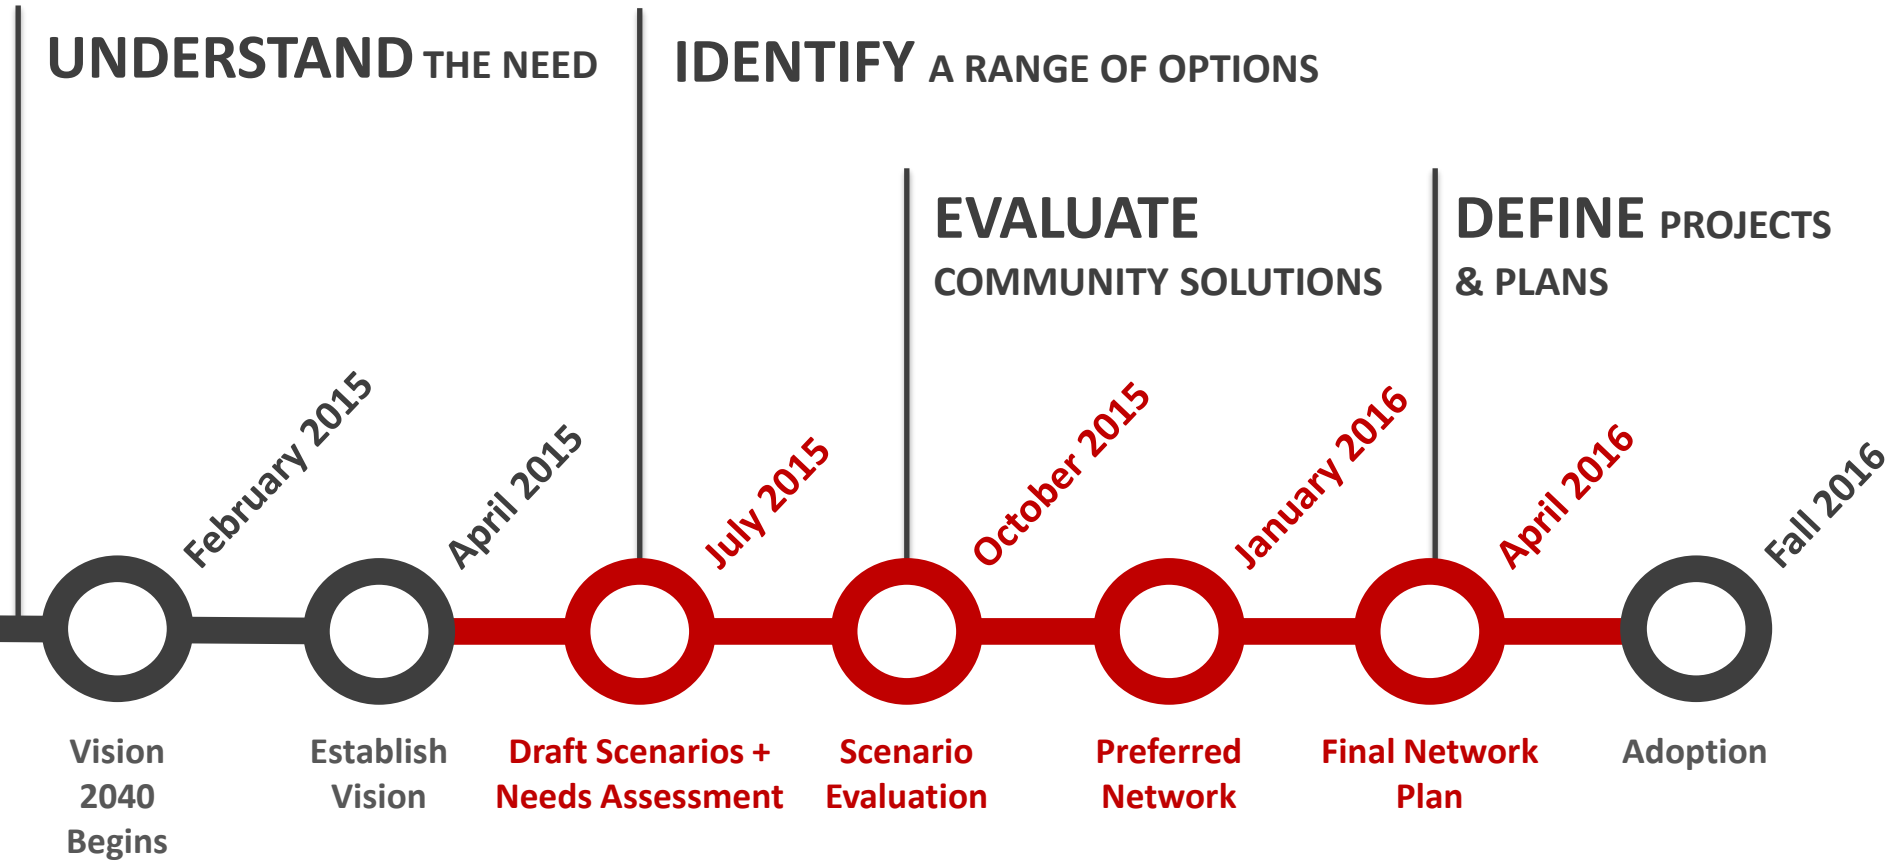 UNDERSTAND THE NEED
IDENTIFY A RANGE OF OPTIONS
EVALUATE
COMMUNITY SOLUTIONS
DEFINE PROJECTS
& PLANS
February 2015
April 2015
July 2015
October 2015
January 2016
April 2016
Fall 2016
Vision
2040
Begins
Establish
Vision
Draft Scenarios +
Needs Assessment
Scenario
Evaluation
Preferred
Network
Final Network
Plan
Adoption